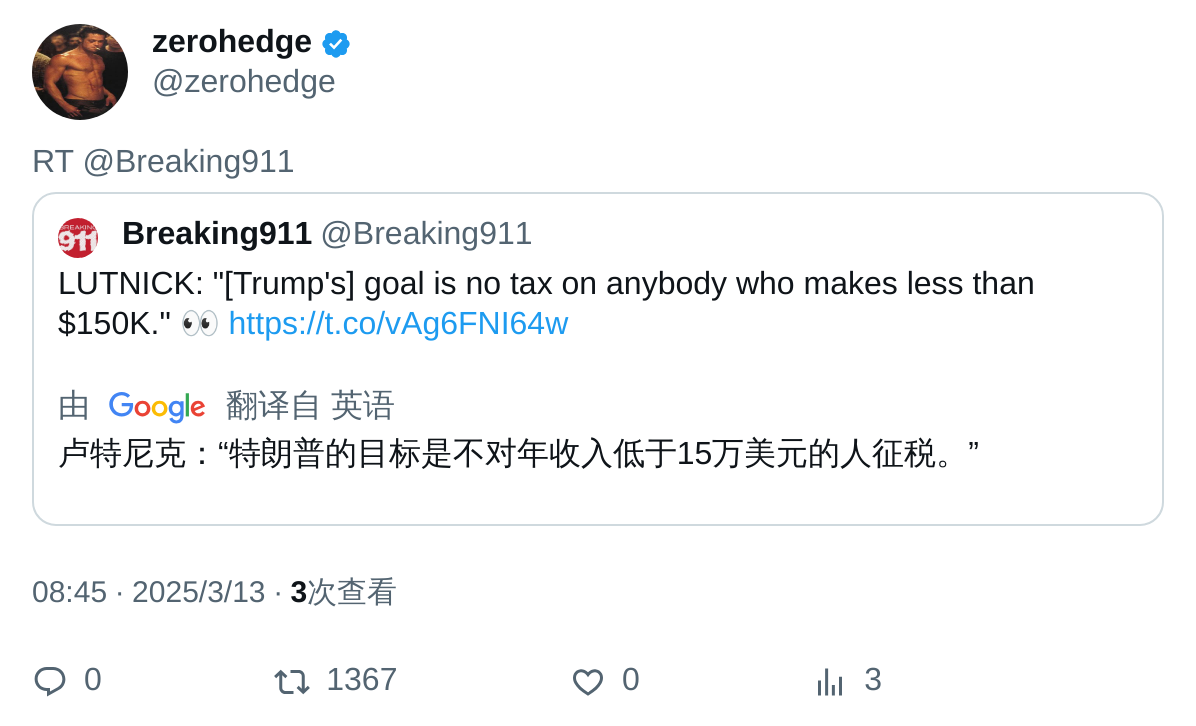 zerohedge
@zerohedge
RT @Breaking911
BREAKING
911
Breaking911 @Breaking911
LUTNICK: "[Trump's] goal is no tax on anybody who makes less than
$150K." 👀 https://t.co/vAg6FNI64w
由 Google 翻译自 英语
卢特尼克：“特朗普的目标是不对年收入低于15万美元的人征税。”
08:45 · 2025/3/13 · 3次查看
0 1367 0 3